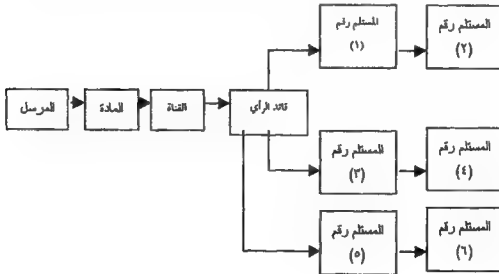 المستلم رقم
(١)
المستلم رقم
(٢)
المرسل
المادة
القناة
قائد الرأي
المستلم رقم
(٣)
المستلم رقم
(٤)
المستلم رقم
(٥)
المستلم رقم
(٦)